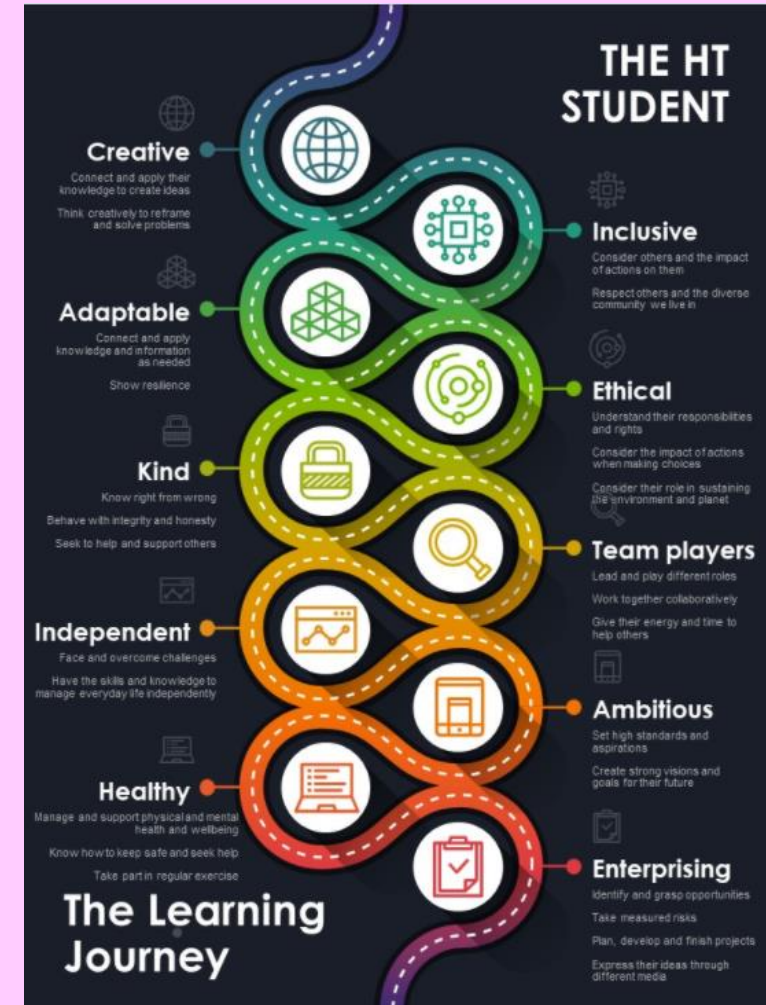 THE HT
STUDENT
Creative
Connect and apply their
knowledge to create ideas
Think creatively to reframe
and solve problems
Inclusive
Consider others and the impact
of actions on them
Respect others and the diverse
community we live in
Adaptable
Connect and apply
knowledge and information
as needed
Show resilience
Ethical
Understand their responsibilities
and rights
Consider the impact of actions
when making choices
Consider their role in sustaining
the environment and planet
Kind
Know right from wrong
Behave with integrity and honesty
Seek to help and support others
Team players
Lead and play different roles
Work together collaboratively
Give their energy and time to
help others
Independent
Face and overcome challenges
Have the skills and knowledge to
manage everyday life independently
Ambitious
Set high standards and
aspirations
Create strong visions and
goals for their future
Healthy
Manage and support physical and mental
health and wellbeing
Know how to keep safe and seek help
Take part in regular exercise
Enterprising
Identify and grasp opportunities
Take measured risks
Plan, develop and finish projects
Express their ideas through
different media
The Learning
Journey